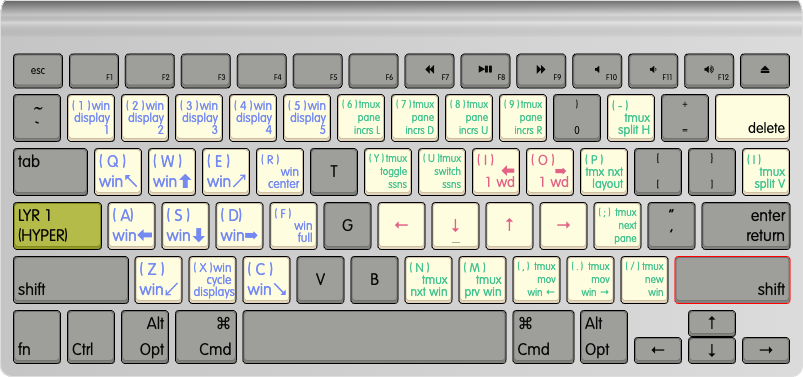 esc F1 F2 F3 F4 F5 F6 F7 F8 F9 F10 F11 F12
~
`
(1)win
display
1
(2)win
display
2
(3)win
display
3
(4)win
display
4
(5)win
display
5
(6)tmux
pane
incrs L
(7)tmux
pane
incrs D
(8)tmux
pane
incrs U
(9)tmux
pane
incrs R
)
0
(-)
tmux
split H
+
=
delete
tab
(Q)
win↖
(W)
win⬆
(E)
win↗
(R)
win
center
T
(Y)tmux
toggle
ssns
(U)tmux
switch
ssns
(I) ⬅
1 wd
(O) ➡
1 wd
(P)
tmx nxt
layout
{
[
}
]
(\)
tmux
split V
LYR 1
(HYPER)
(A)
win⬅
(S)
win⬇
(D)
win➡
(F)
win
full
G
←
↓
_
↑
→
(;) tmux
next
pane
"
'
enter
return
shift
(Z)
win↙
(X)win
cycle
displays
(C)
win↘
V
B
(N)
tmux
nxt win
(M)
tmux
prv win
(,) tmux
mov
win ←
(.) tmux
mov
win →
(/)tmux
new
win
shift
fn
Ctrl
Alt
Opt
⌘
Cmd
⌘
Cmd
Alt
Opt
←
↑
↓
→